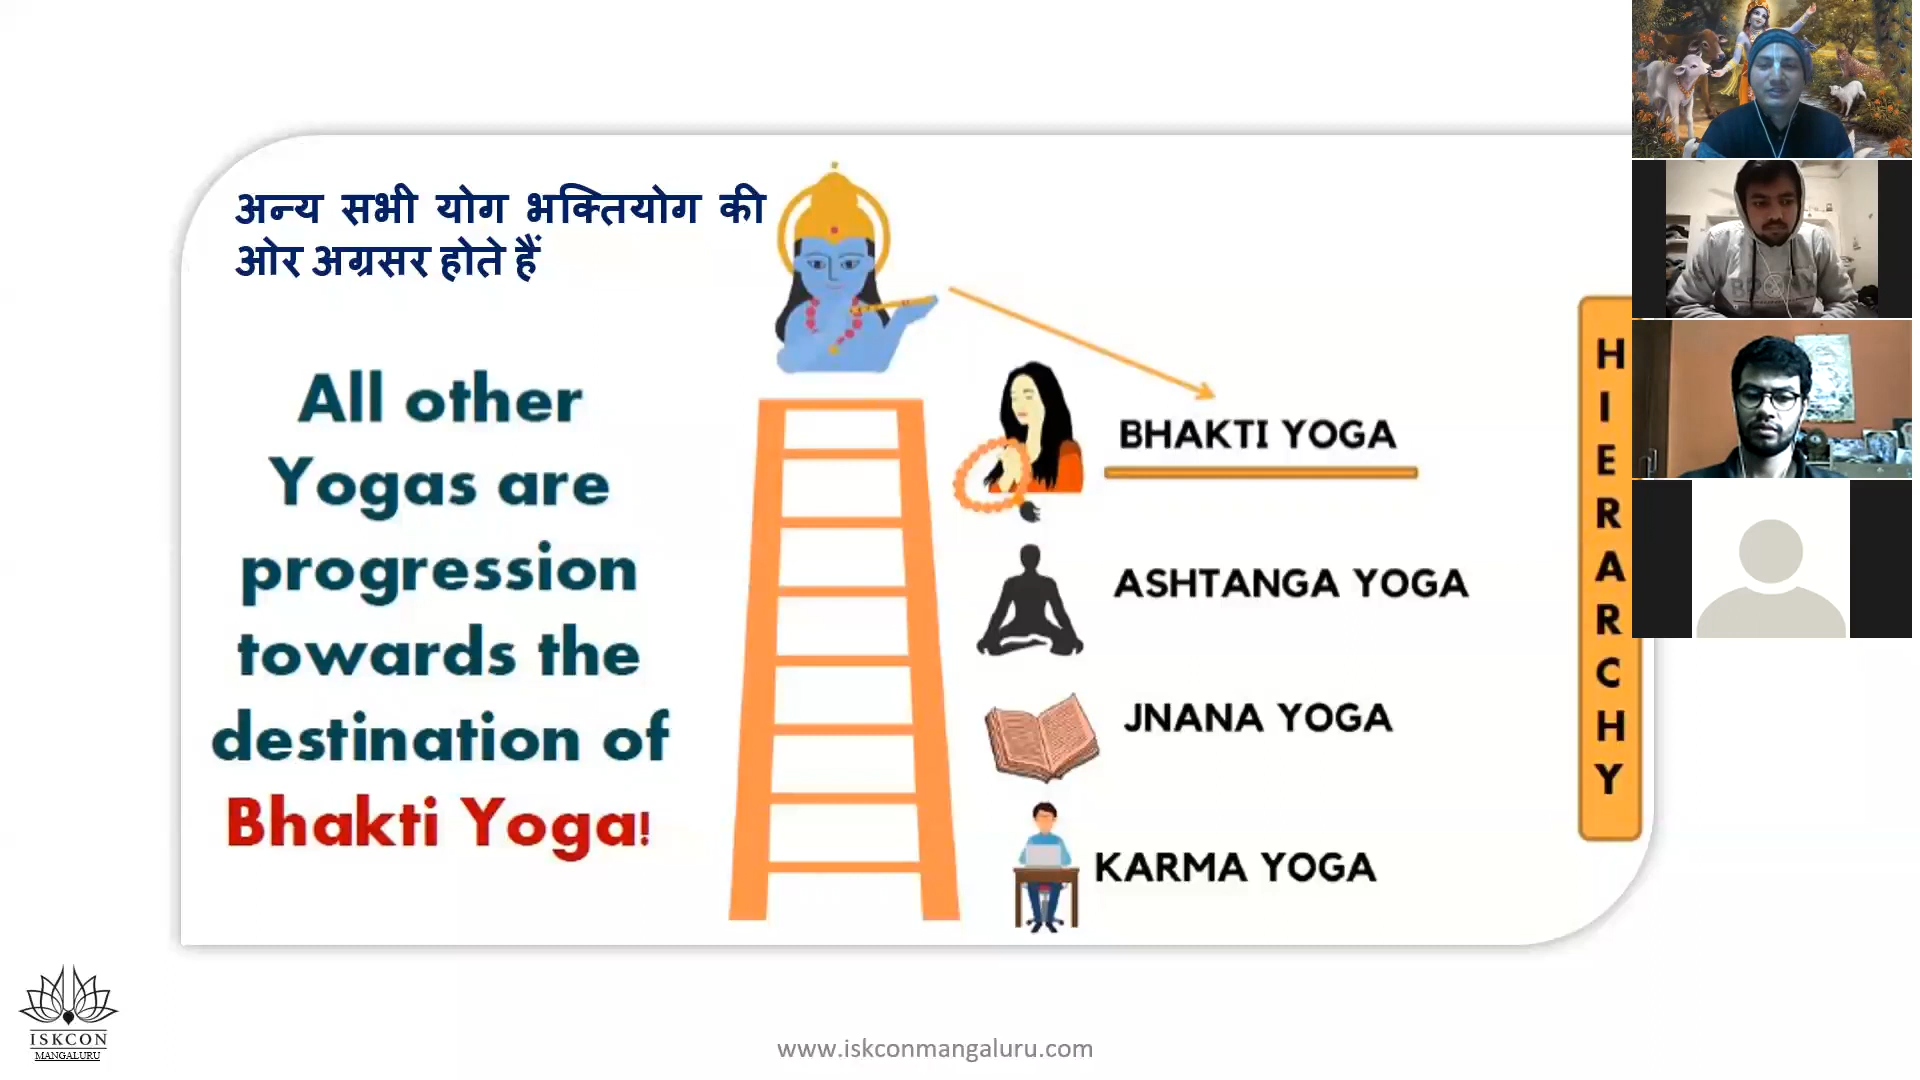 अन्य सभी योग भक्तियोग की
ओर अग्रसर होते हैं
All other
Yogas are
progression
towards the
destination of
Bhakti Yoga!
BHAKTI YOGA
ASHTANGA YOGA
JNANA YOGA
KARMA YOGA
HIERARCHY
ISKCON
MANGALURU
www.iskconmangaluru.com